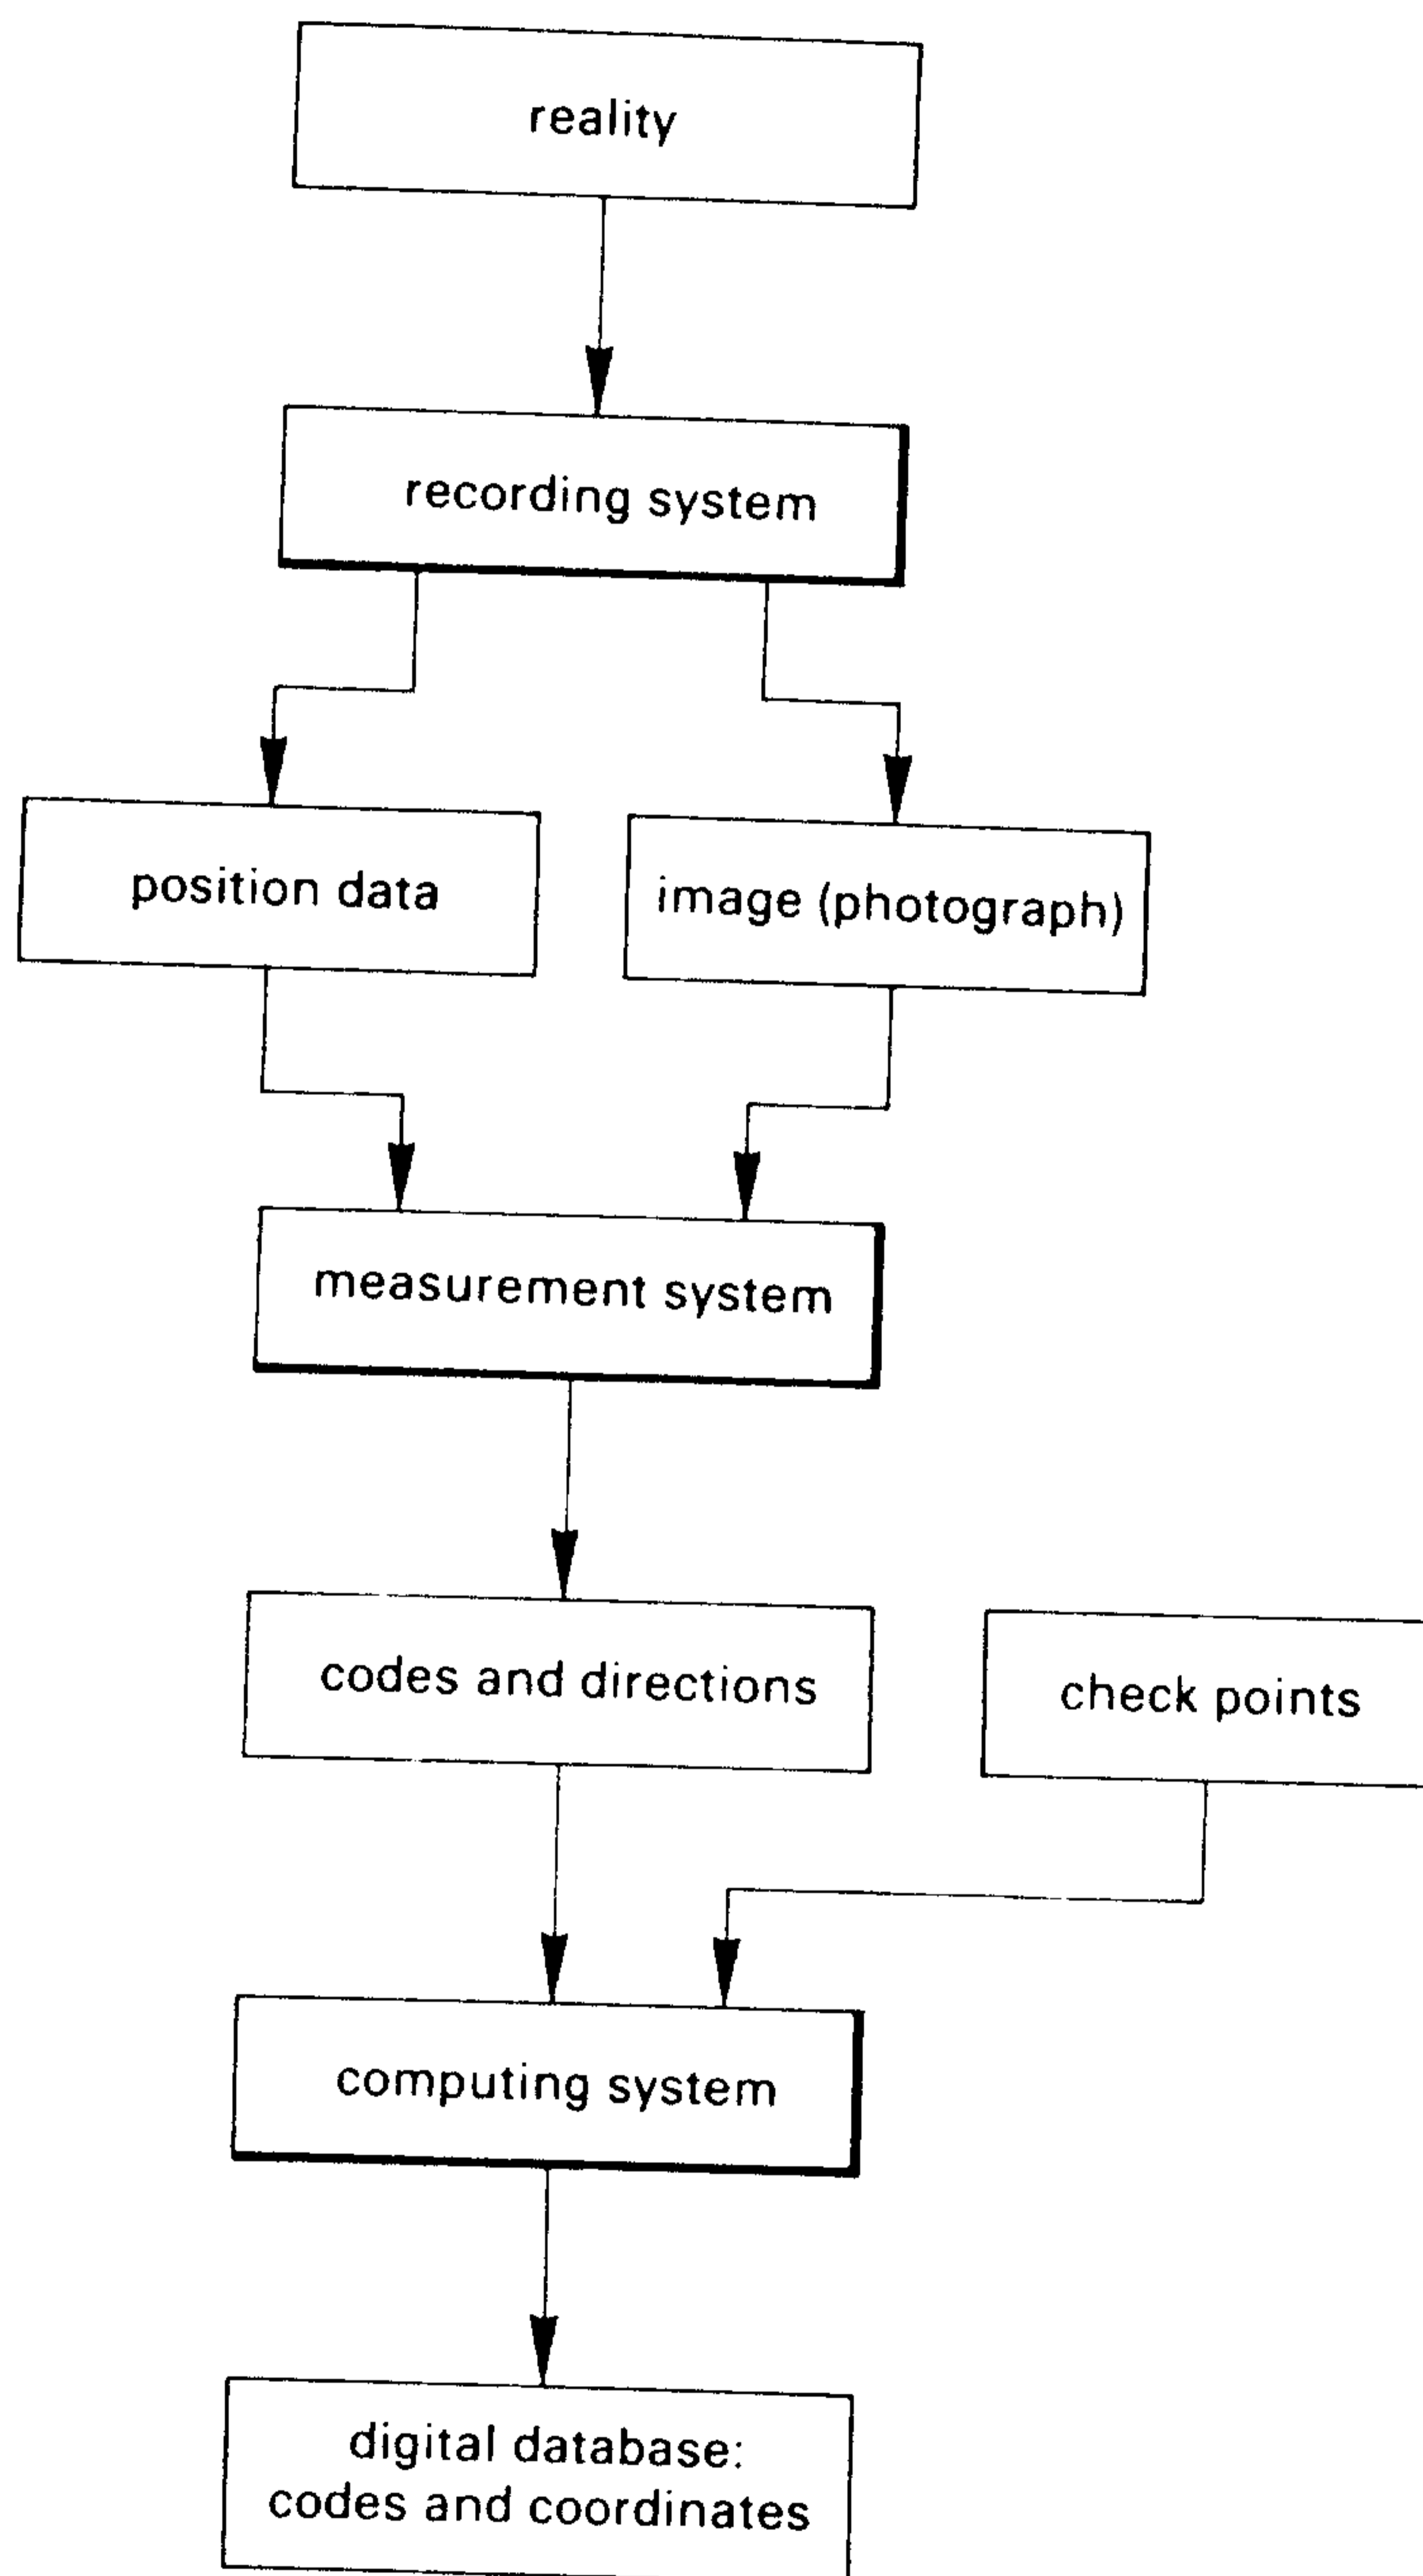 reality
recording system
position data
image (photograph)
measurement system
codes and directions
check points
computing system
digital database:
codes and coordinates